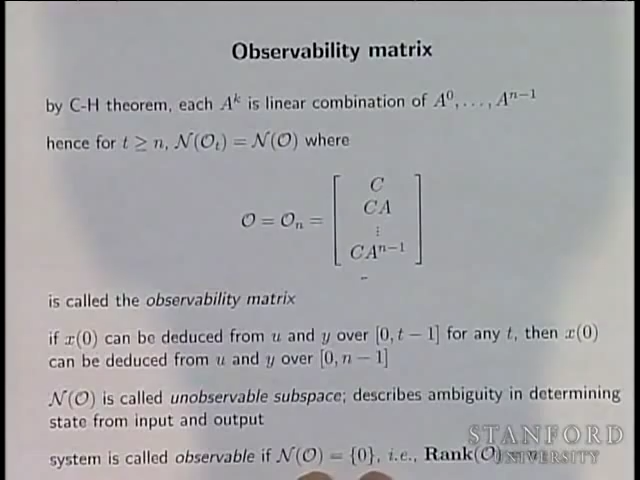 Observability matrix
by C-H theorem, each A^k is linear combination of A^0, . . . , A^{n−1}
hence for t ≥ n, N(O_t) = N(O) where
O = O_n = [ C
CA
⋮
CA^{n−1} ]
is called the observability matrix
if x(0) can be deduced from u and y over [0, t − 1] for any t, then x(0)
can be deduced from u and y over [0, n − 1]
N(O) is called unobservable subspace; describes ambiguity in determining
state from input and output
system is called observable if N(O) = {0}, i.e., Rank(O)
STANFORD
UNIVERSITY